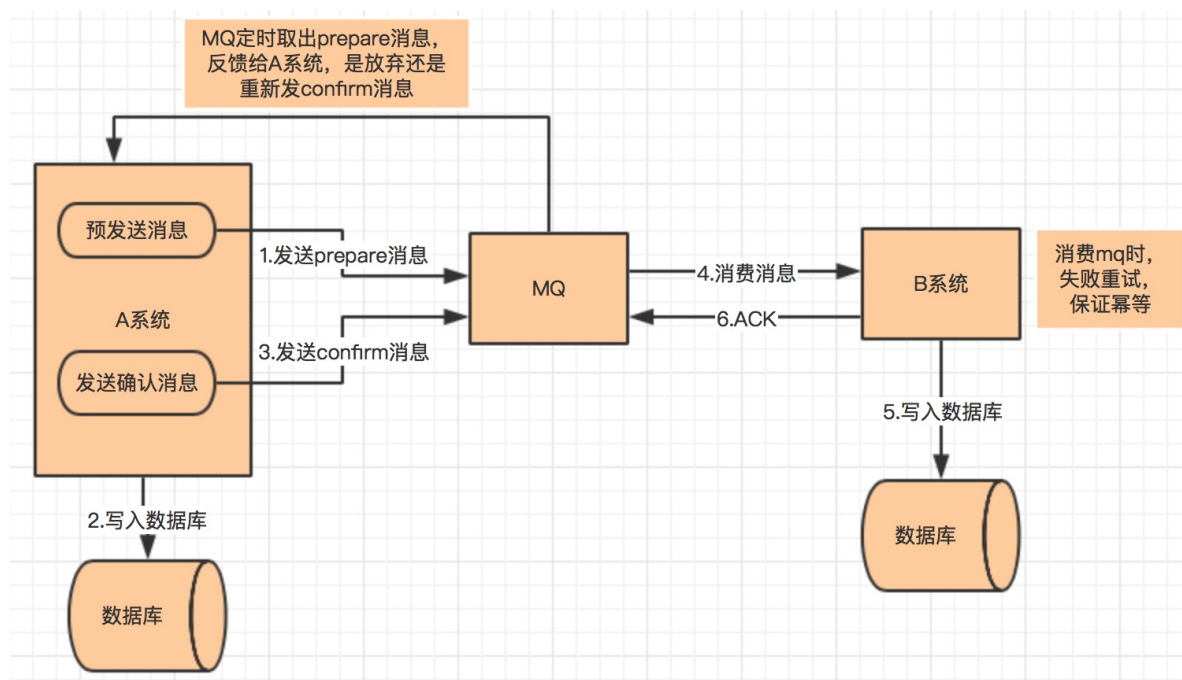 MQ定时取出prepare消息，
反馈给A系统，是放弃还是
重新发confirm消息
预发送消息
1.发送prepare消息
A系统
3.发送confirm消息
发送确认消息
2.写入数据库
数据库
MQ
4.消费消息
6.ACK
B系统
消费mq时，
失败重试，
保证幂等
5.写入数据库
数据库